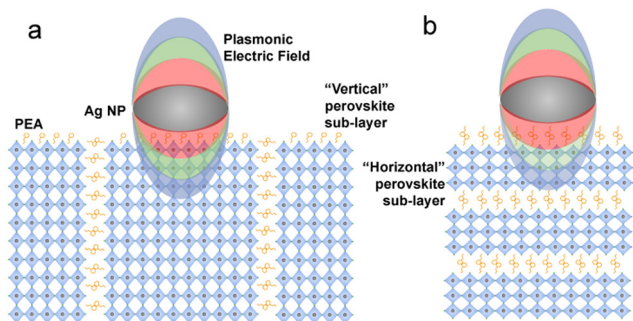 a
Plasmonic
Electric Field
Ag NP
PEA
“Vertical”
perovskite
sub-layer
b
“Horizontal”
perovskite
sub-layer